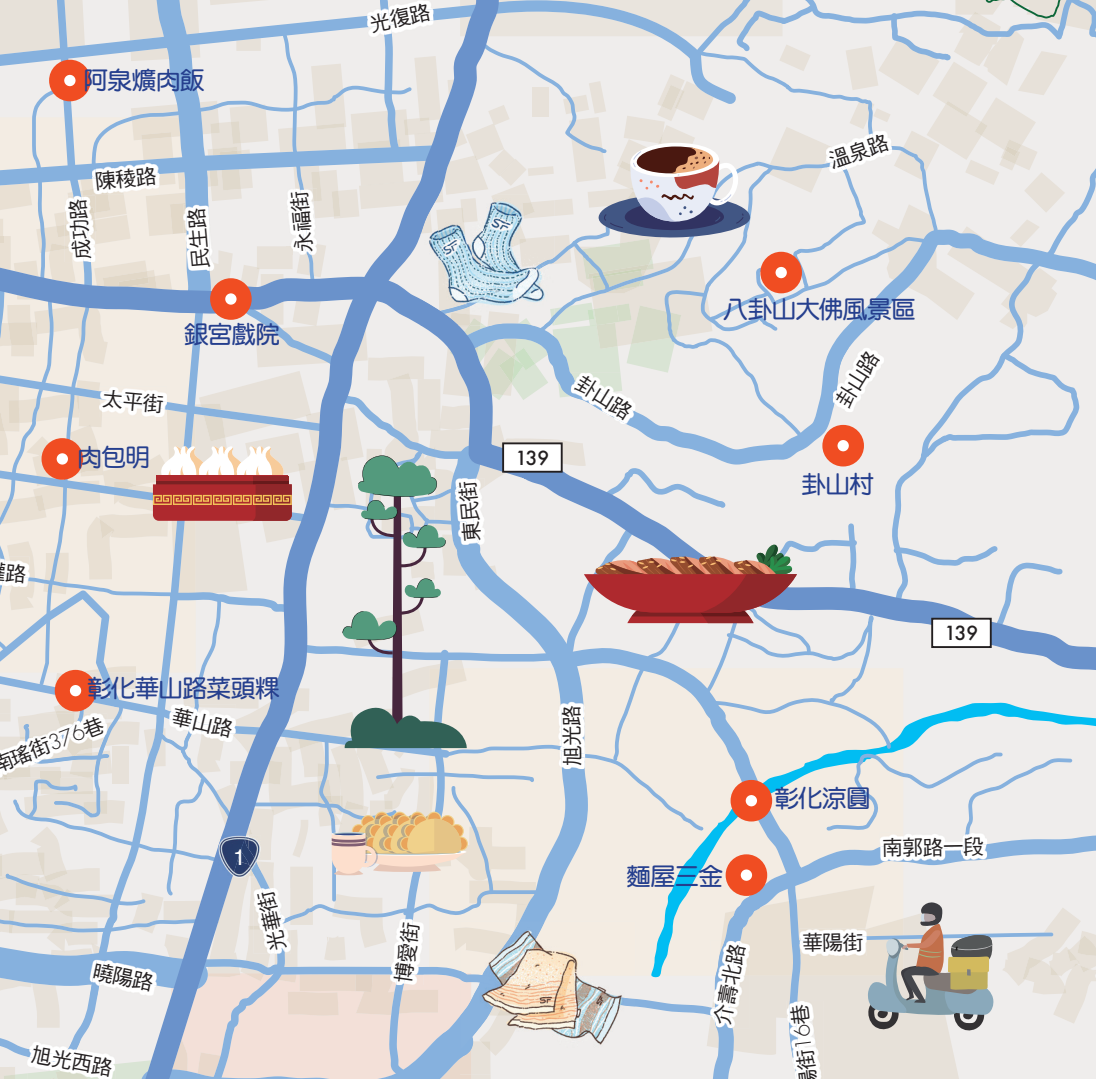 光復路
阿泉爌肉飯
溫泉路
陳稜路
成功路
民生路
永福街
SF
SF
八卦山大佛風景區
銀宮戲院
卦山路
卦山路
太平街
139
肉包明
卦山村
東民街
路
139
彰化華山路菜頭粿
華山路
南瑤街376巷
旭光路
彰化涼圓
1
南郭路一段
麵屋三金
光華街
博愛街
華陽街
曉陽路
介壽北路
SF
街16巷
旭光西路